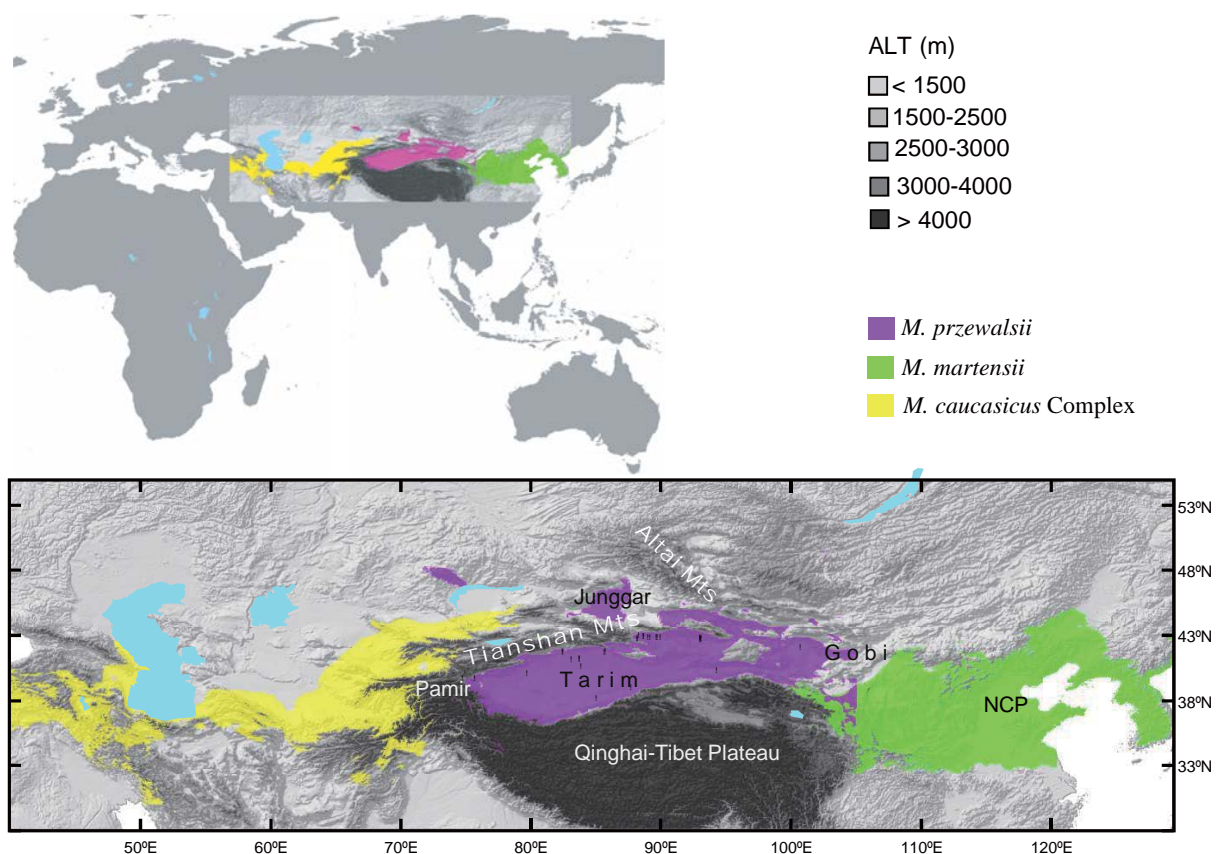 ALT (m)
< 1500
1500-2500
2500-3000
3000-4000
> 4000
M. przewalsii
M. martensii
M. caucasicus Complex
53ºN
Altai Mts
48ºN
Junggar
Tianshan Mts
43ºN
Gobi
Pamir
Tarim
38ºN
NCP
Qinghai-Tibet Plateau
33ºN
50ºE 60ºE 70ºE 80ºE 90ºE 100ºE 110ºE 120ºE